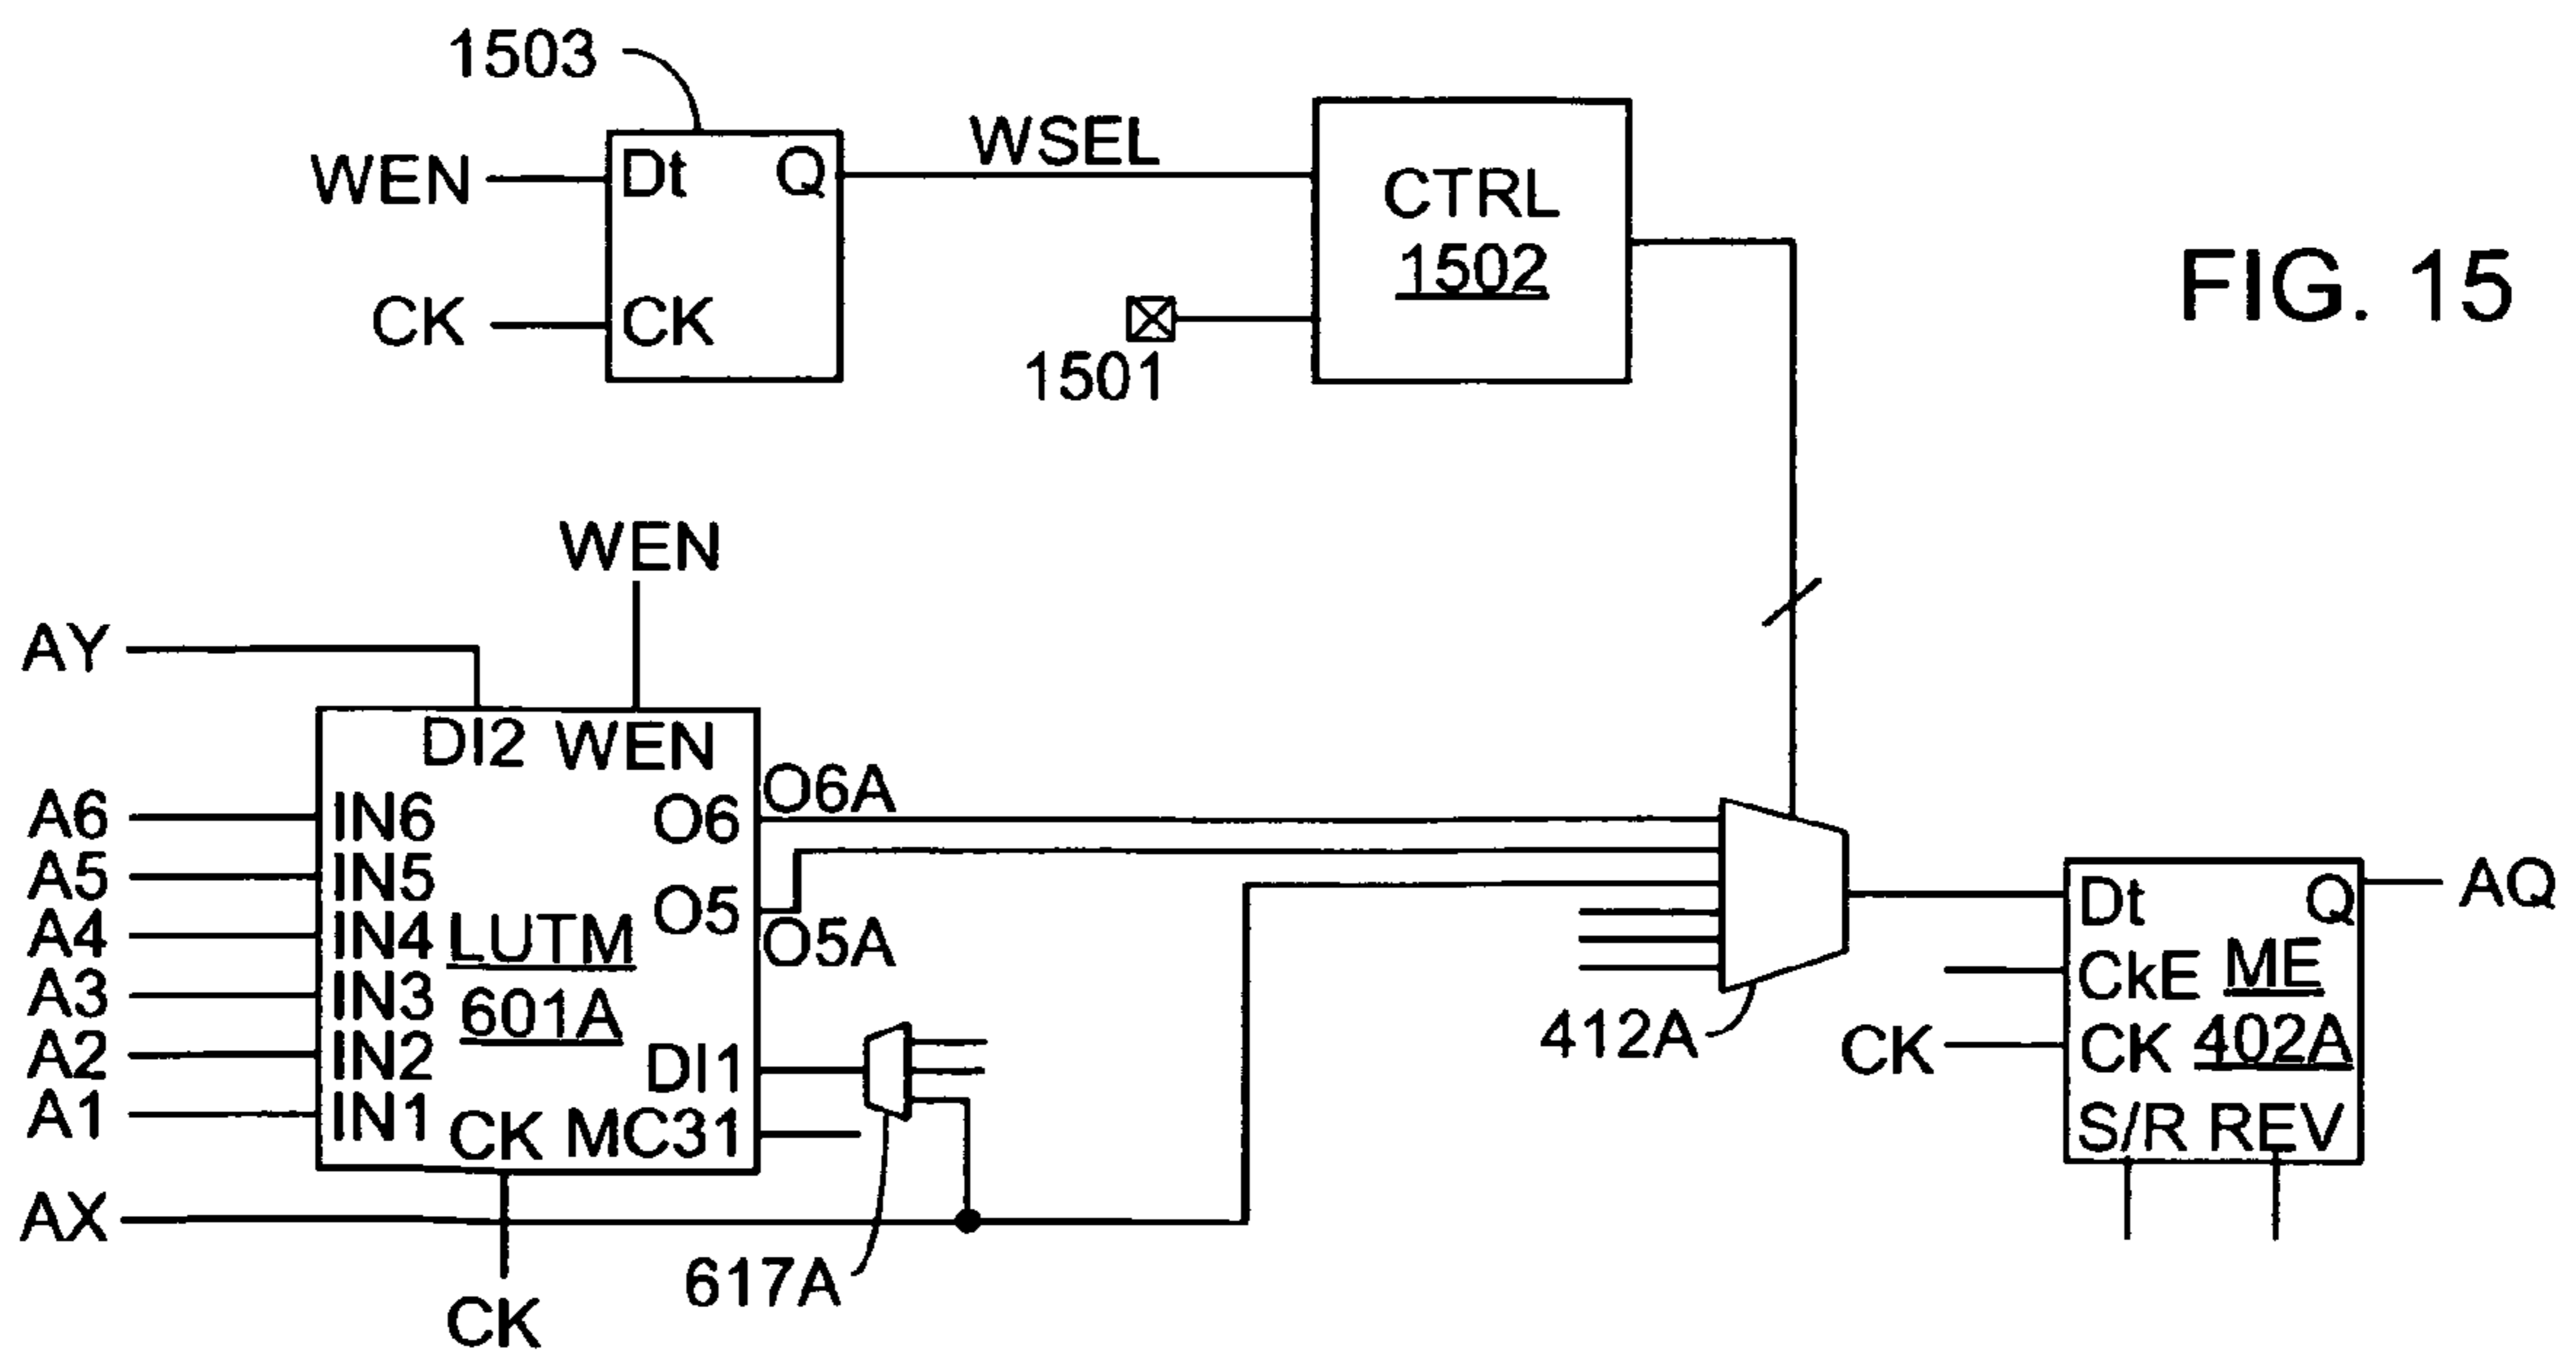 1503
WEN
Dt
Q
WSEL
CTRL
1502
CK
CK
1501
FIG. 15
WEN
AY
DI2
WEN
A6
IN6
O6
O6A
A5
IN5
O5
O5A
A4
IN4
LUTM
A3
IN3
601A
A2
IN2
DI1
A1
IN1
CK
MC31
AX
CK
617A
412A
Dt
Q
AQ
CkE
ME
CK
CK
402A
S/R
REV